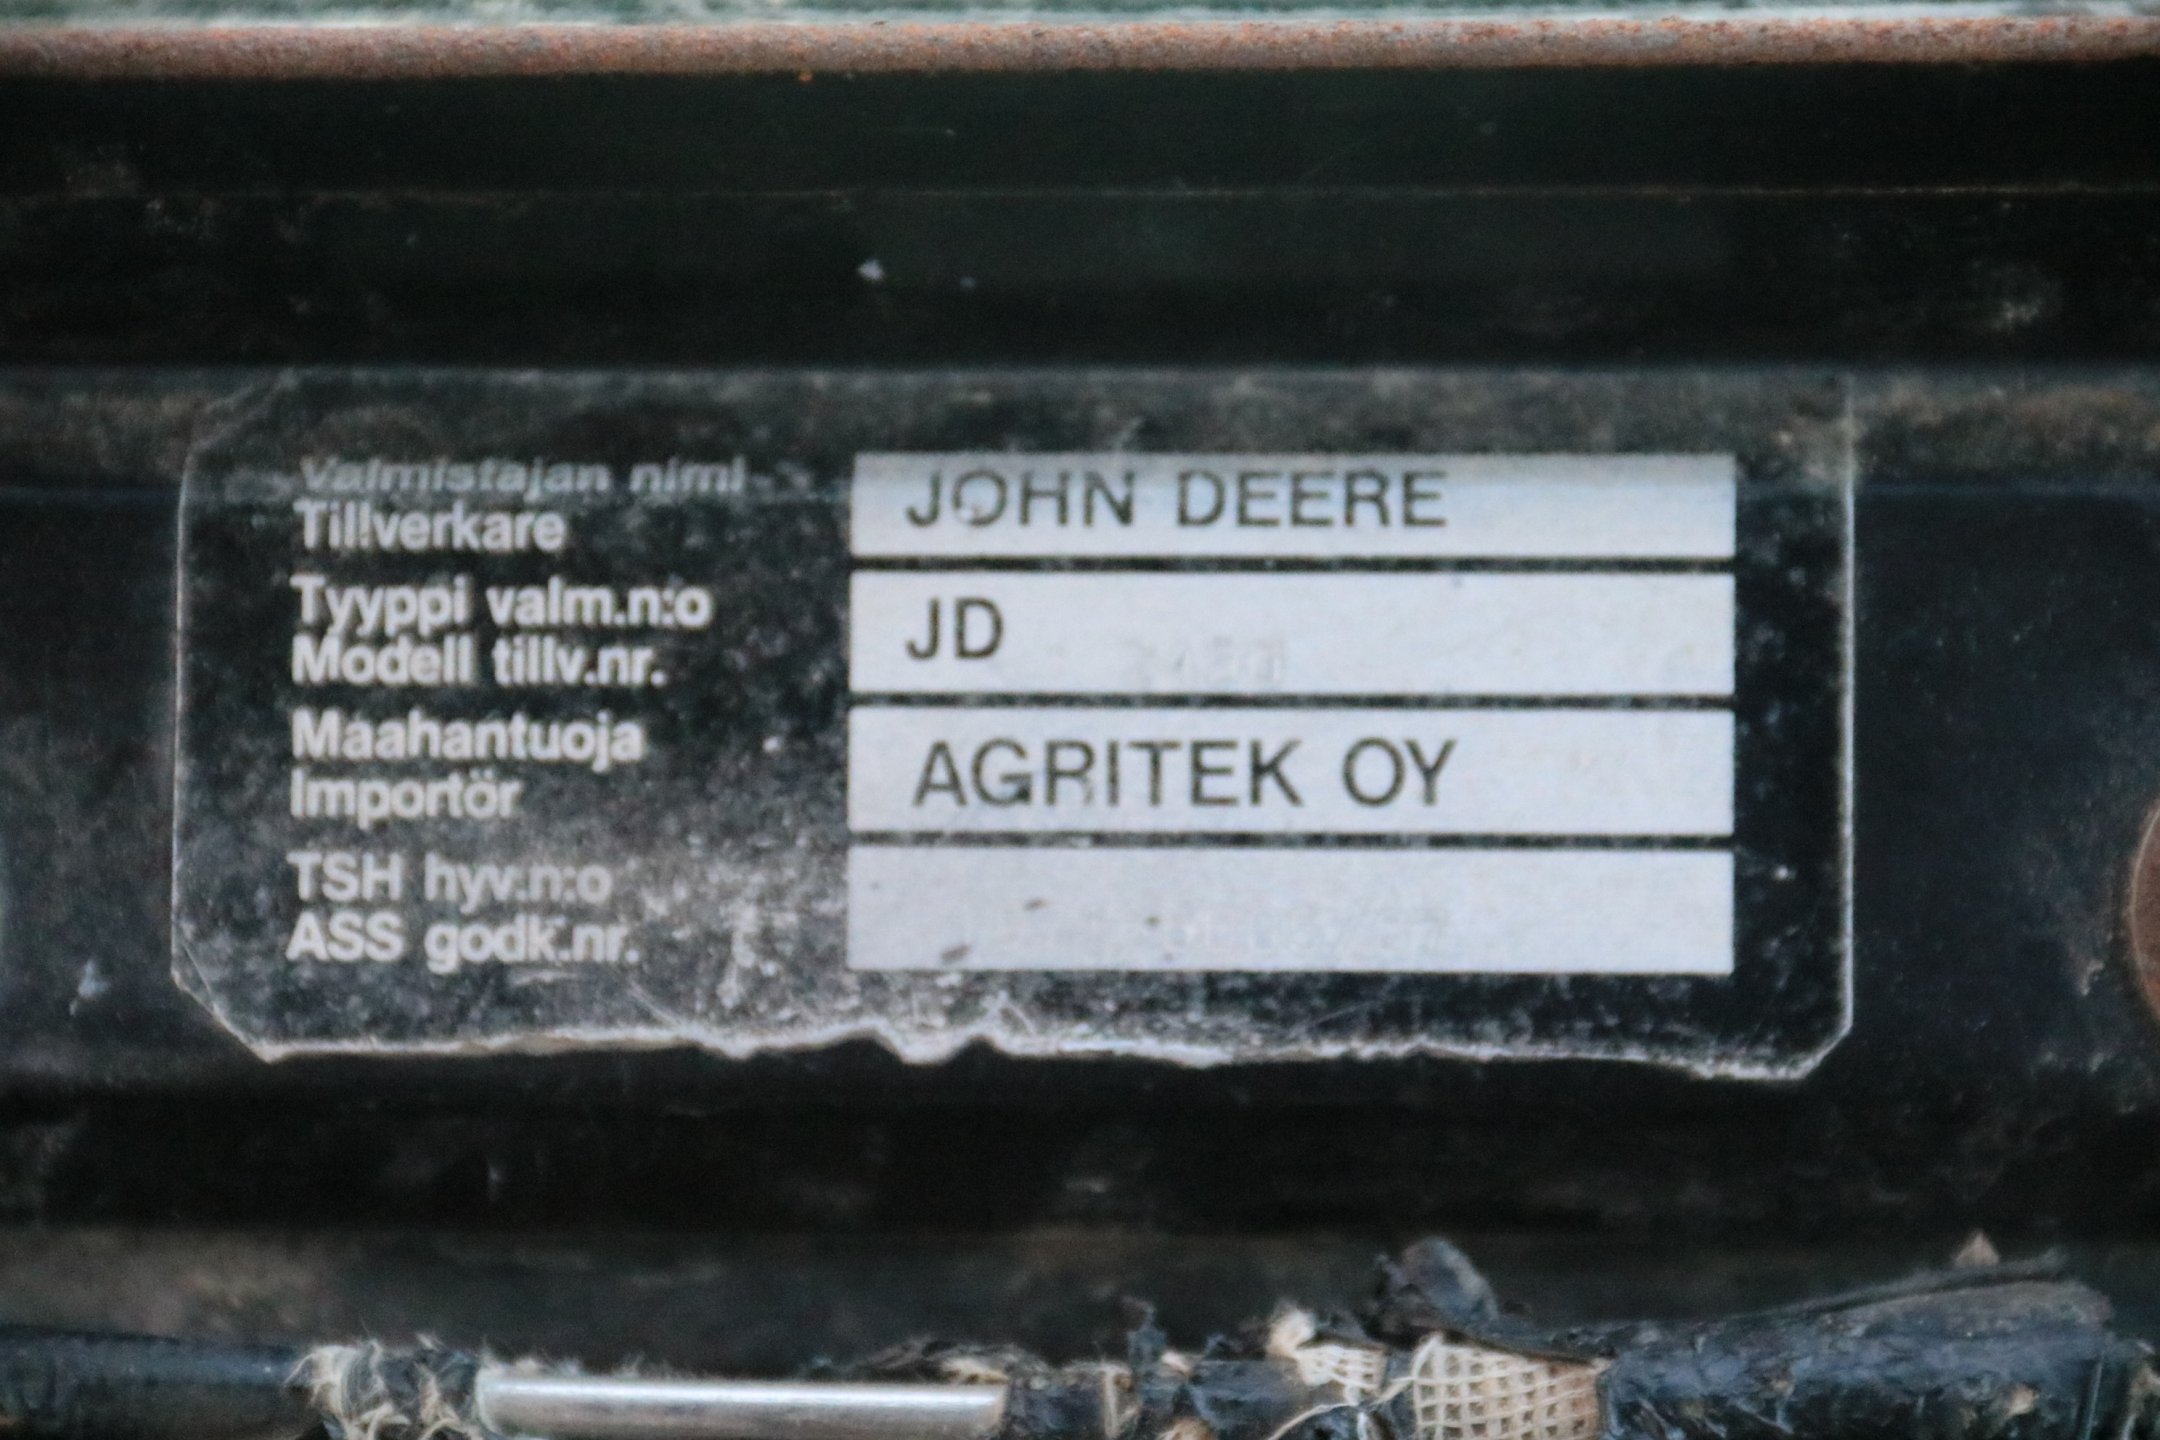 Valmistajan nimi
Tillverkare
JOHN DEERE
Tyyppi valm.n:o
Modell tillv.nr.
JD
Maahantuoja
Importör
AGRITEK OY
TSH hyv.n:o
ASS godk.nr.